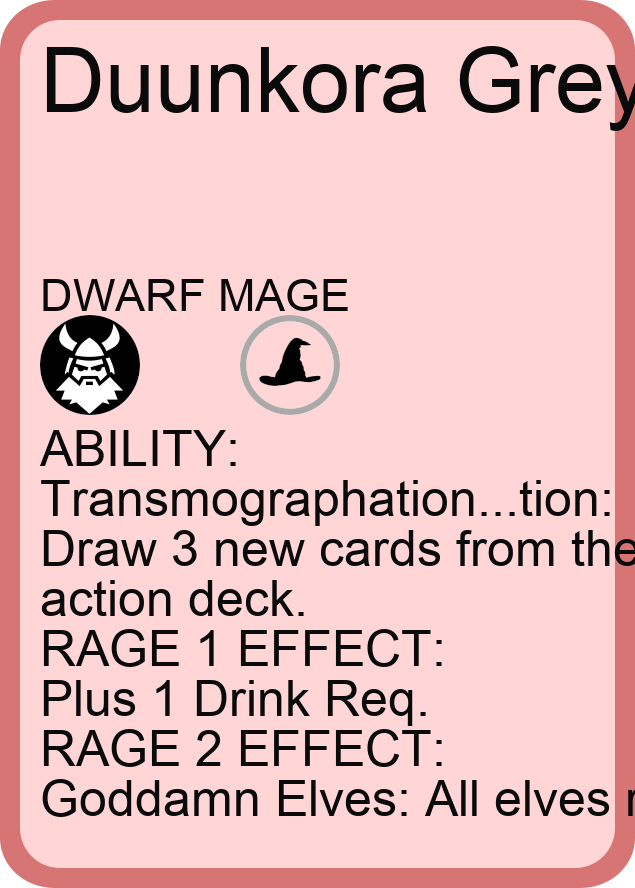 Duunkora Grey
DWARF MAGE
ABILITY:
Transmographation...tion:
Draw 3 new cards from the
action deck.
RAGE 1 EFFECT:
Plus 1 Drink Req.
RAGE 2 EFFECT:
Goddamn Elves: All elves